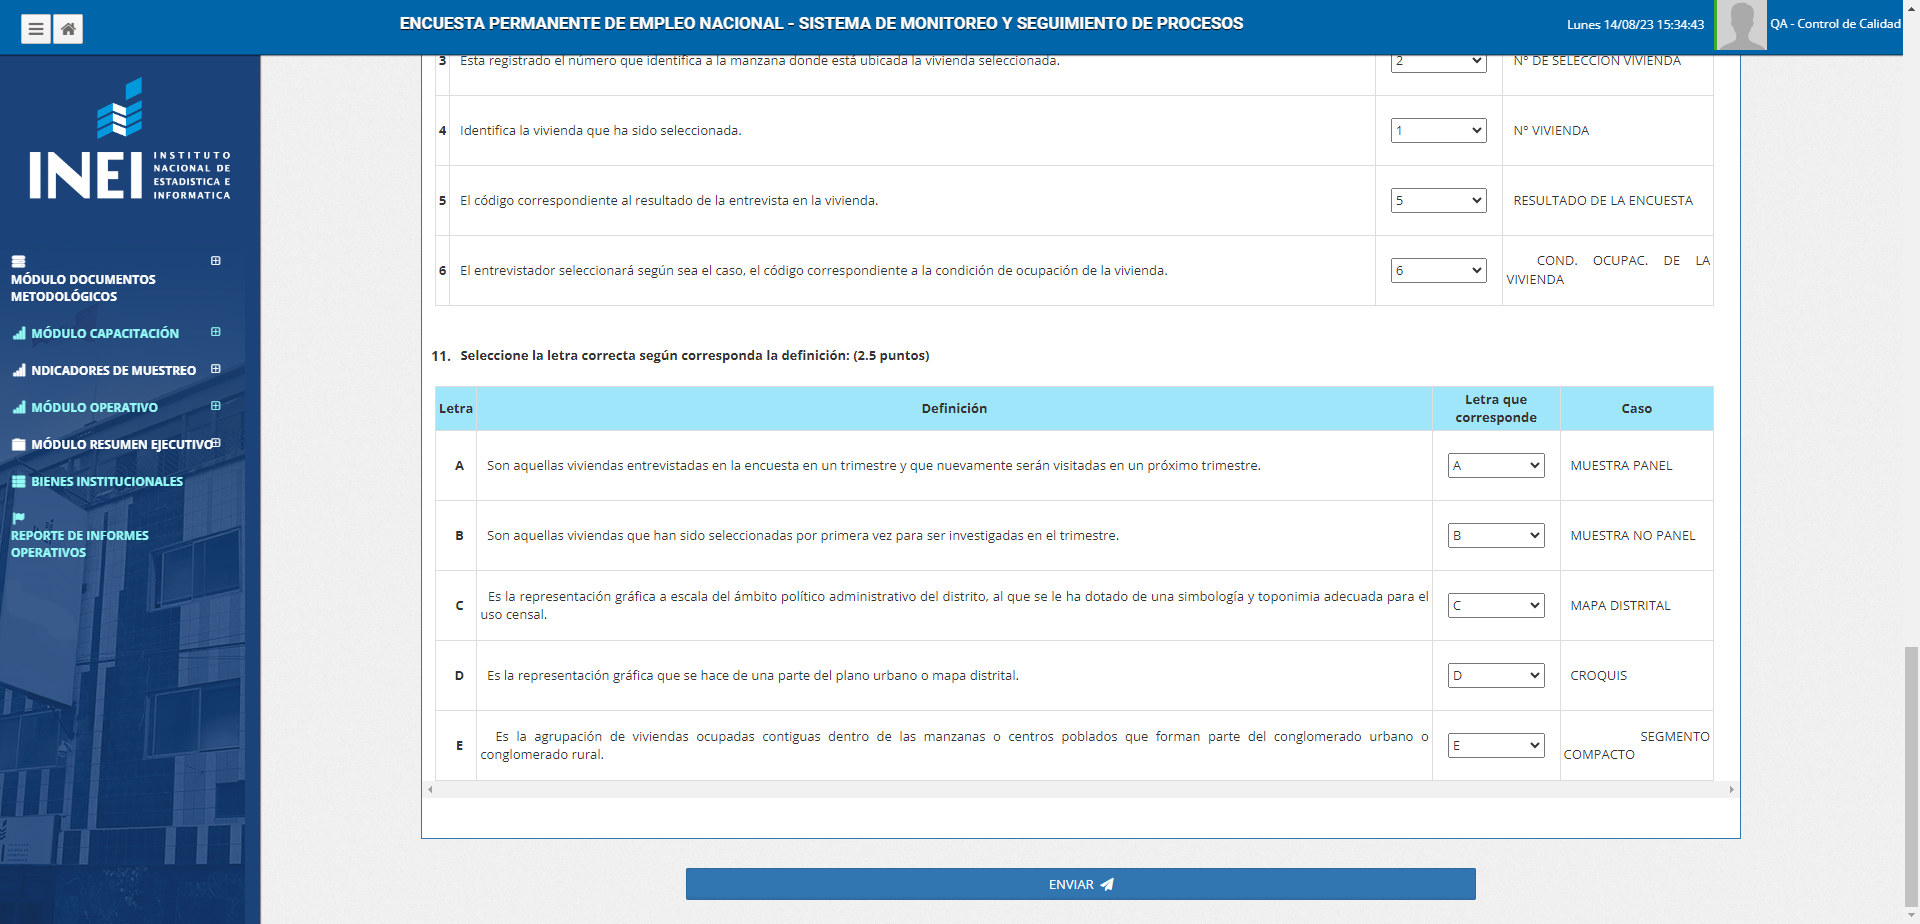 ENCUESTA PERMANENTE DE EMPLEO NACIONAL - SISTEMA DE MONITOREO Y SEGUIMIENTO DE PROCESOS
Lunes 14/08/23 15:34:43
QA - Control de Calidad
INEI
INSTITUTO
NACIONAL DE
ESTADISTICA E
INFORMATICA
MÓDULO DOCUMENTOS
METODOLÓGICOS
MÓDULO CAPACITACIÓN
NDICADORES DE MUESTREO
MÓDULO OPERATIVO
MÓDULO RESUMEN EJECUTIVO
BIENES INSTITUCIONALES
REPORTE DE INFORMES
OPERATIVOS
3 Esta registrado el número que identifica a la manzana donde está ubicada la vivienda seleccionada. 2 N° DE SELECCION VIVIENDA
4 Identifica la vivienda que ha sido seleccionada. 1 N° VIVIENDA
5 El código correspondiente al resultado de la entrevista en la vivienda. 5 RESULTADO DE LA ENCUESTA
6 El entrevistador seleccionará según sea el caso, el código correspondiente a la condición de ocupación de la vivienda. 6 COND. OCUPAC. DE LA
VIVIENDA
11. Seleccione la letra correcta según corresponda la definición: (2.5 puntos)
Letra Definición Letra que
corresponde Caso
A Son aquellas viviendas entrevistadas en la encuesta en un trimestre y que nuevamente serán visitadas en un próximo trimestre. A MUESTRA PANEL
B Son aquellas viviendas que han sido seleccionadas por primera vez para ser investigadas en el trimestre. B MUESTRA NO PANEL
C Es la representación gráfica a escala del ámbito político administrativo del distrito, al que se le ha dotado de una simbología y toponimia adecuada para el
uso censal. C MAPA DISTRITAL
D Es la representación gráfica que se hace de una parte del plano urbano o mapa distrital. D CROQUIS
E Es la agrupación de viviendas ocupadas contiguas dentro de las manzanas o centros poblados que forman parte del conglomerado urbano o
conglomerado rural. E SEGMENTO
COMPACTO
ENVIAR